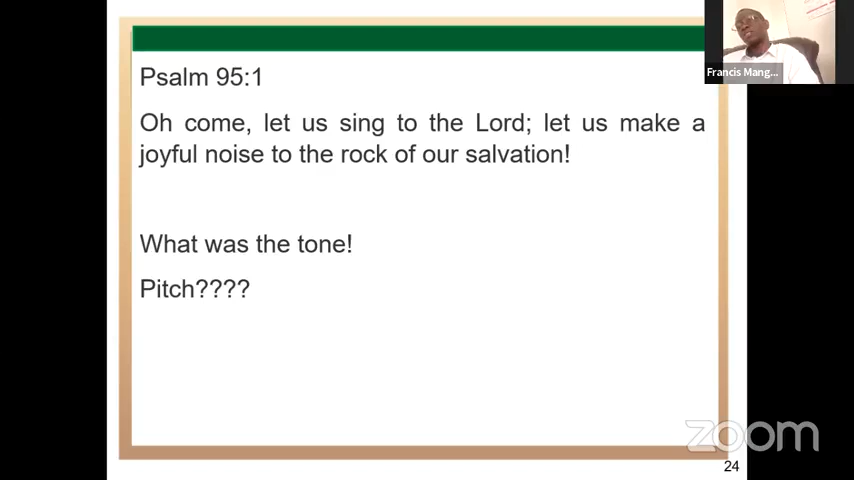 Francis Mang...
Psalm 95:1
Oh come, let us sing to the Lord; let us make a
joyful noise to the rock of our salvation!
What was the tone!
Pitch????
zoom
24